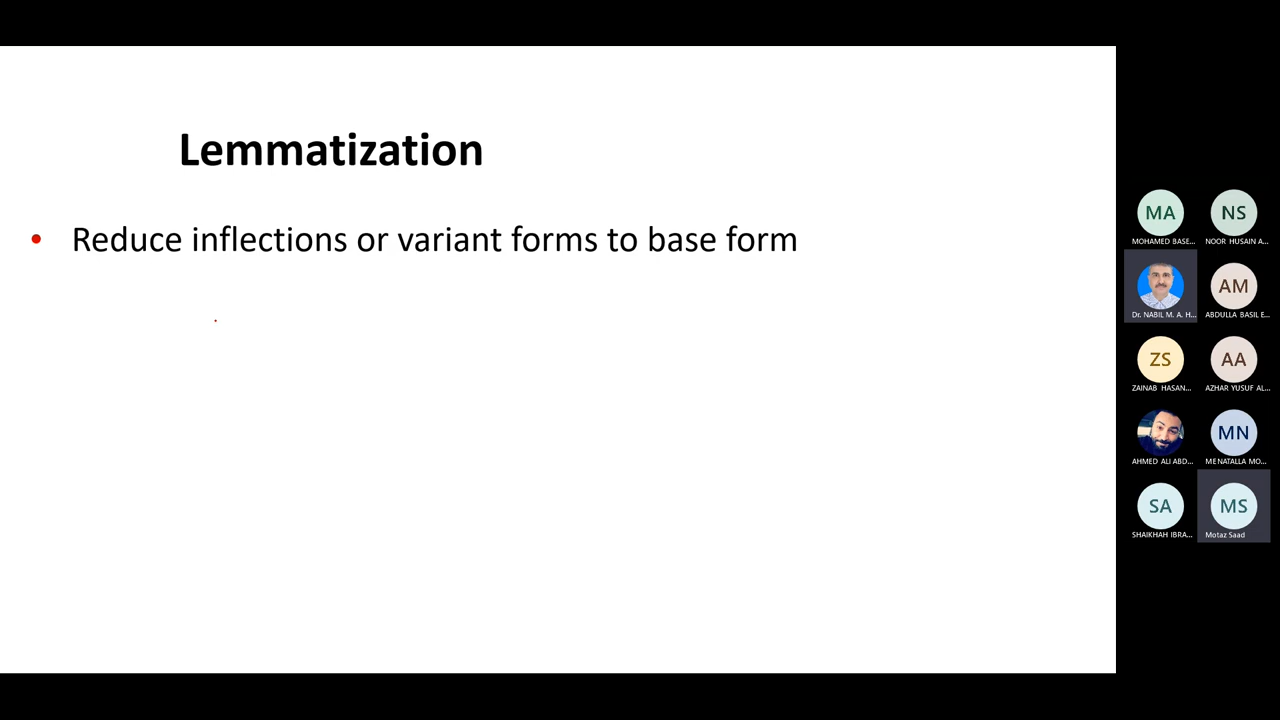 Lemmatization
• Reduce inflections or variant forms to base form
MA
NS
MOHAMED BASE...
NOOR HUSAIN A...
AM
Dr. NABIL M. A. H...
ABDULLA BASIL E...
ZS
AA
ZAINAB HASAN...
AZHAR YUSUF AL...
MN
AHMED ALI ABD...
MENATALLA MO...
SA
MS
SHAIKHAH IBRA...
Motaz Saad